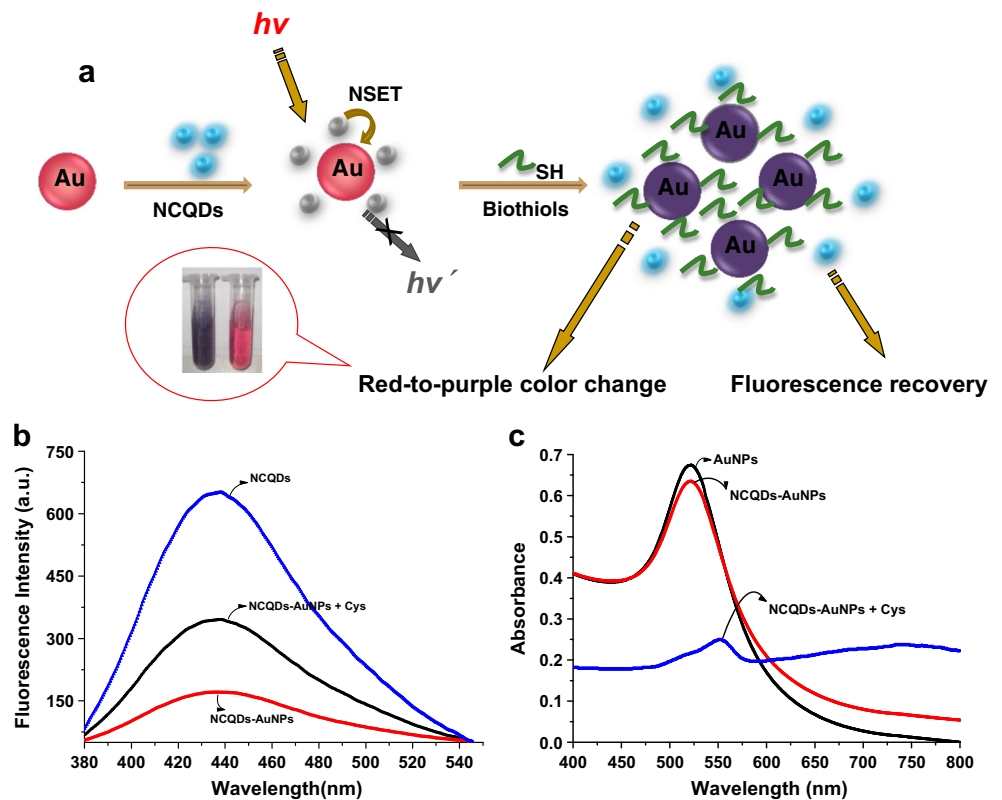 a
hν
NSET
Au
NCQDs
Au
hν´
SH
Biothiols
Au
Au
Au
Au
Red-to-purple color change
Fluorescence recovery
b
750
600
450
300
150
Fluorescence Intensity (a.u.)
NCQDs
NCQDs-AuNPs + Cys
NCQDs-AuNPs
380 400 420 440 460 480 500 520 540
Wavelength(nm)
c
0.7
0.6
0.5
0.4
0.3
0.2
0.1
0.0
Absorbance
AuNPs
NCQDs-AuNPs
NCQDs-AuNPs + Cys
400 450 500 550 600 650 700 750 800
Wavelength (nm)